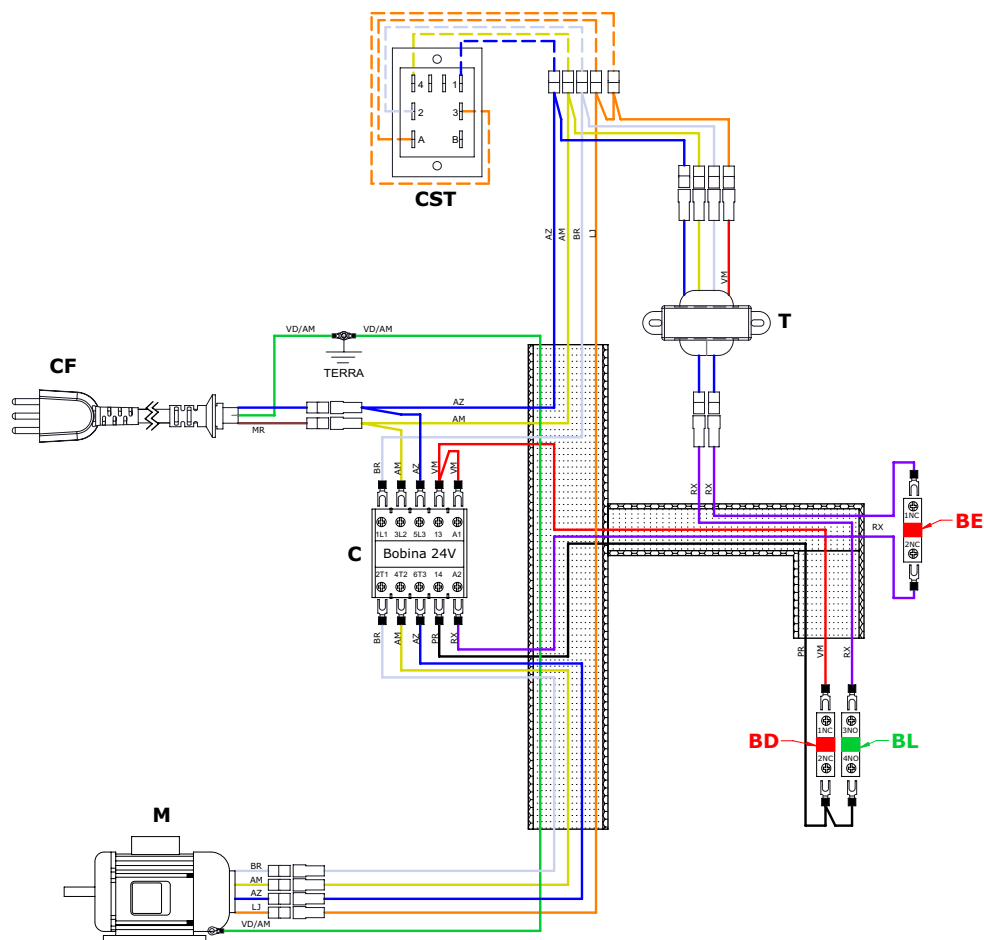 4 1
2 3
A B
CST
AZ AM BR LJ
VM
T
VD/AM VD/AM
TERRA
CF
AZ
AM
MR
BR AM AZ VM VM
RX RX
1L1 3L2 5L3 13 A1
C
Bobina 24V
2T1 4T2 6T3 14 A2
BR AM AZ PR RX
1NC
RX
BE
2NC
PR VM RX
1NC 3NO
BD
BL
2NC 4NO
M
BR
AM
AZ
LJ
VD/AM